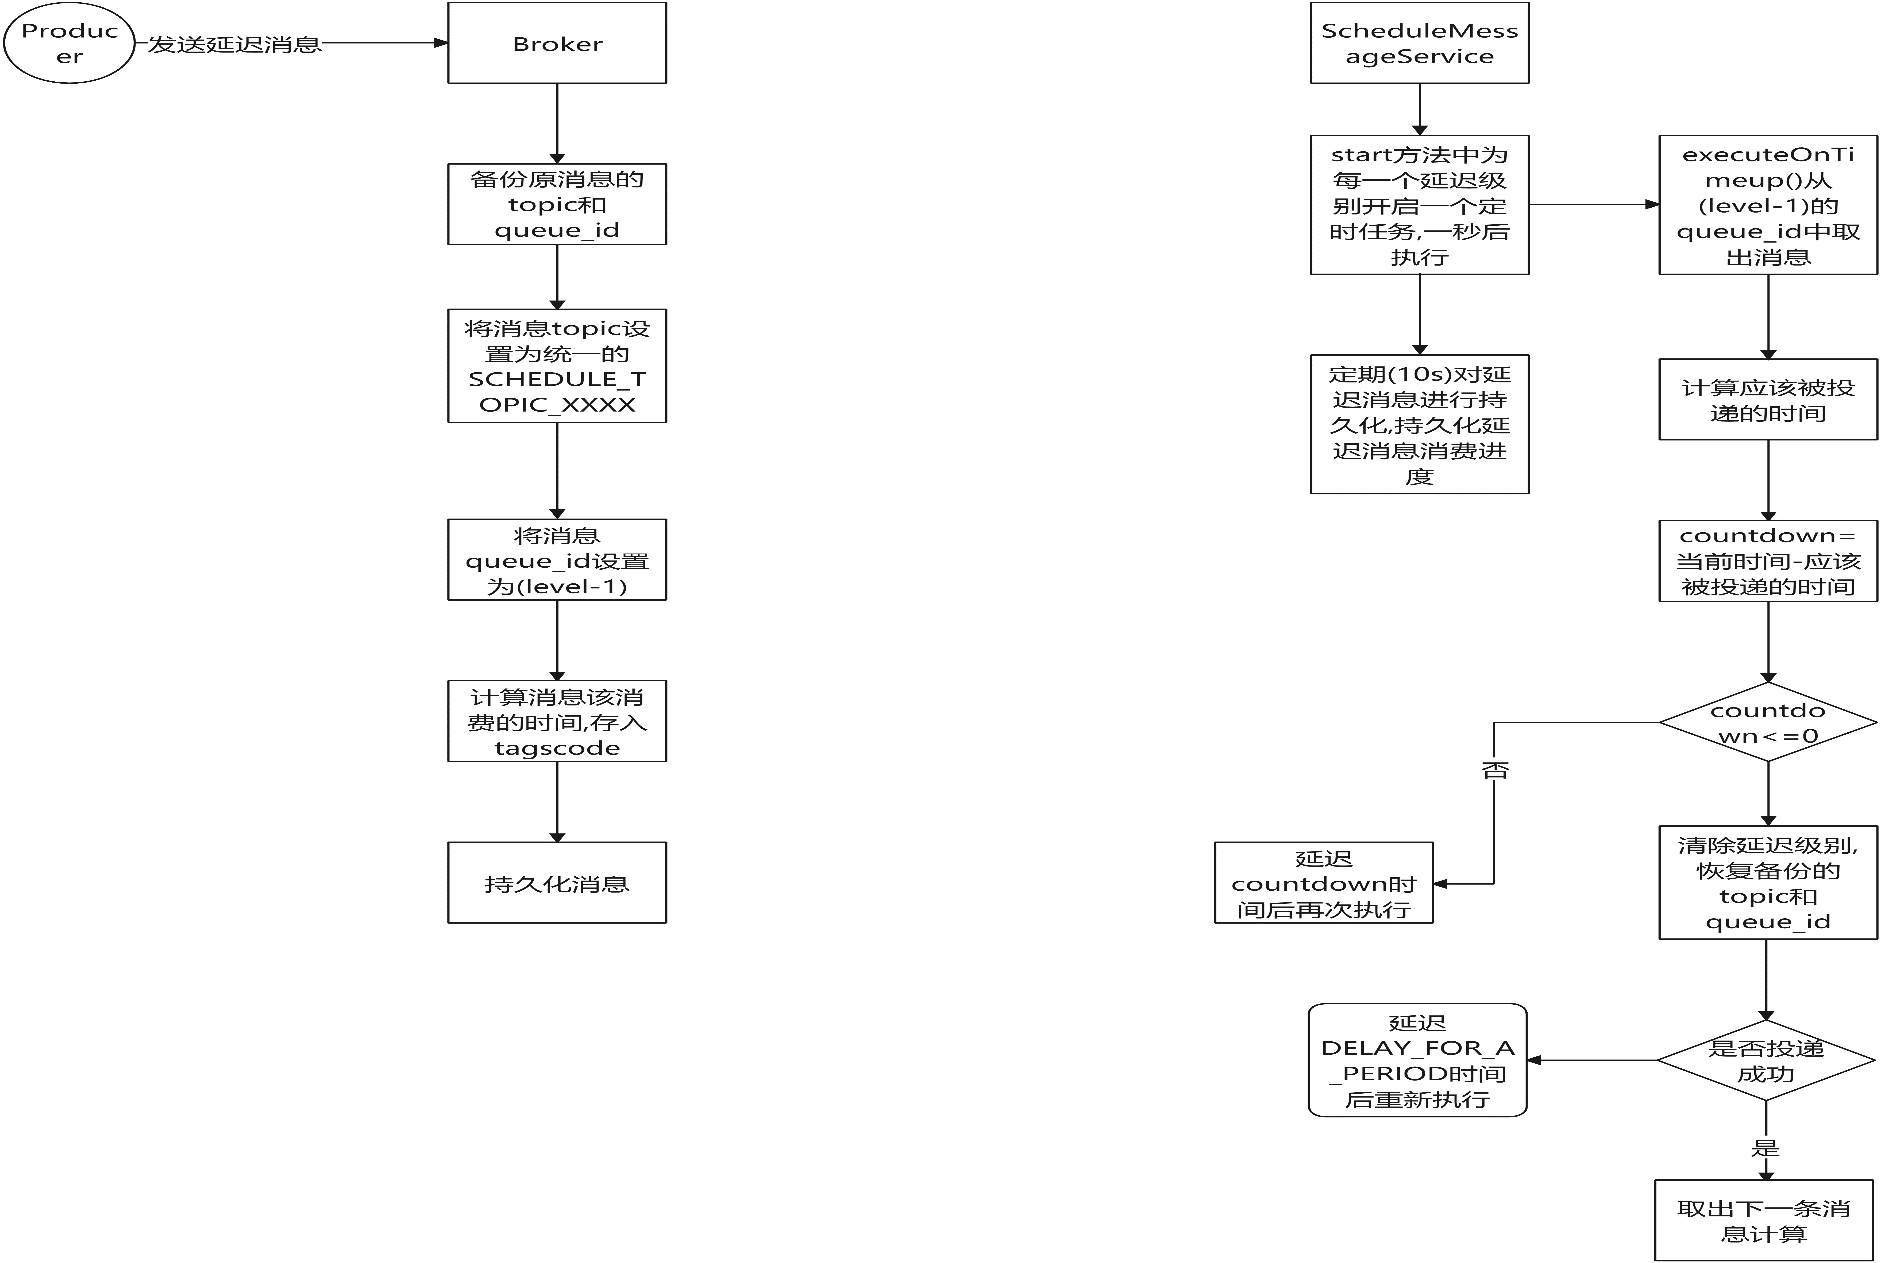 Produc
er
发送延迟消息
Broker
备份原消息的
topic和
queue_id
将消息topic设
置为统一的
SCHEDULE_T
OPIC_XXXX
将消息
queue_id设置
为(level-1)
计算消息该消
费的时间,存入
tagscode
持久化消息
ScheduleMess
ageService
start方法中为
每一个延迟级
别开启一个定
时任务,一秒后
执行
定期(10s)对延
迟消息进行持
久化,持久化延
迟消息消费进
度
executeOnTi
meup()从
(level-1)的
queue_id中取
出消息
计算应该被投
递的时间
countdown=
当前时间-应该
被投递的时间
countdo
wn<=0
否
延迟
countdown时
间后再次执行
清除延迟级别,
恢复备份的
topic和
queue_id
是否投递
成功
延迟
DELAY_FOR_A
_PERIOD时间
后重新执行
是
取出下一条消
息计算